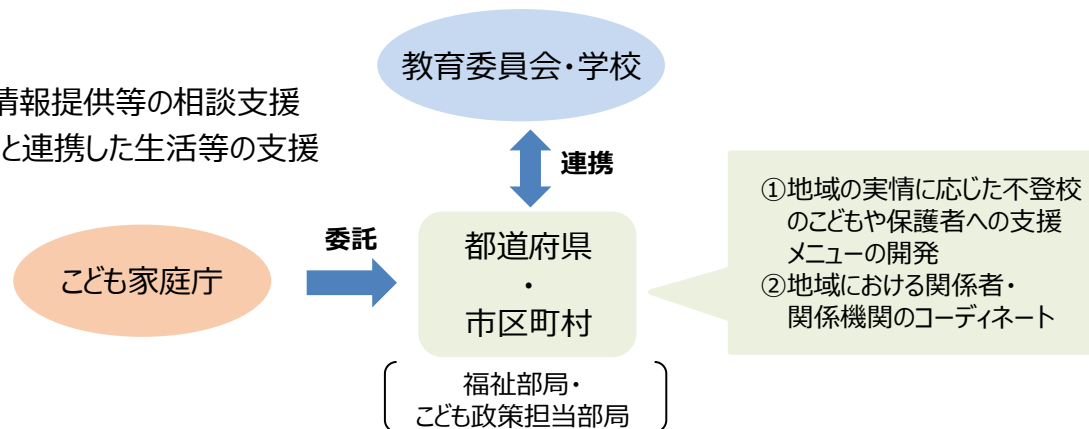 教育委員会・学校
情報提供等の相談支援
と連携した生活等の支援
連携
①地域の実情に応じた不登校
のこどもや保護者への支援
メニューの開発
②地域における関係者・
関係機関のコーディネート
委託
こども家庭庁
都道府県
・
市区町村
福祉部局・
こども政策担当部局